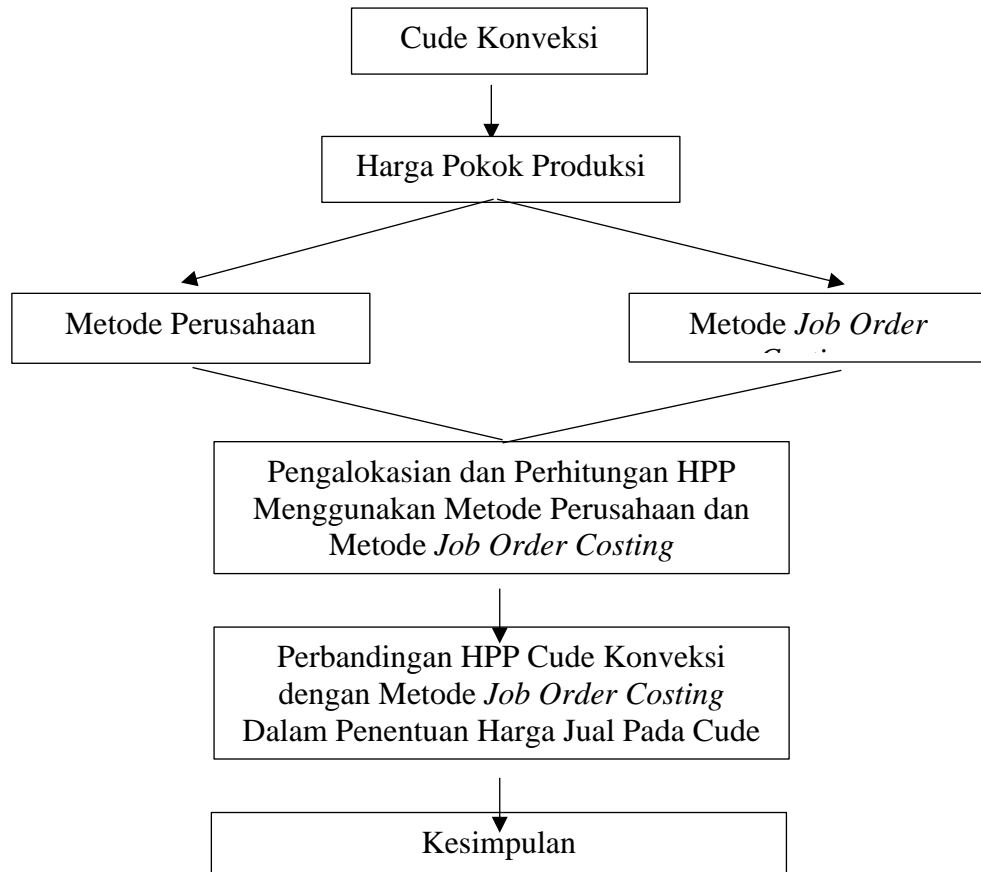 Cude Konveksi
Harga Pokok Produksi
Metode Perusahaan
Metode Job Order
Pengalokasian dan Perhitungan HPP
Menggunakan Metode Perusahaan dan
Metode Job Order Costing
Perbandingan HPP Cude Konveksi
dengan Metode Job Order Costing
Dalam Penentuan Harga Jual Pada Cude
Kesimpulan